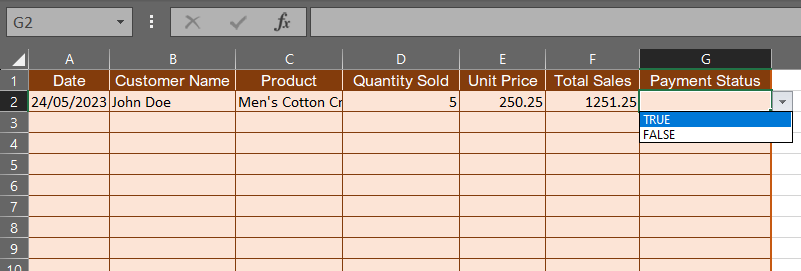 G2 fx
A B C D E F G
1 Date Customer Name Product Quantity Sold Unit Price Total Sales Payment Status
2 24/05/2023 John Doe Men's Cotton Cr 5 250.25 1251.25
3 TRUE
4 FALSE
5
6
7
8
9
10